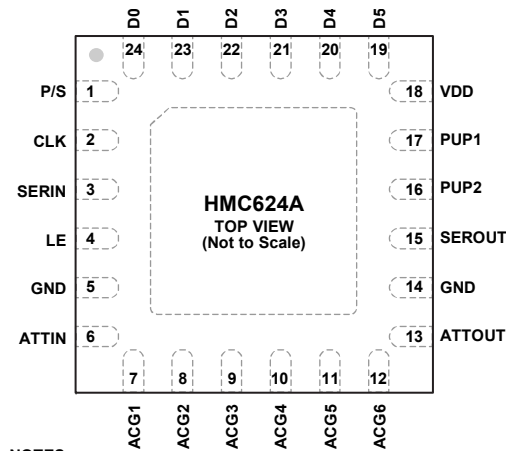 D0 D1 D2 D3 D4 D5
24 23 22 21 20 19
P/S 1 18 VDD
CLK 2 17 PUP1
SERIN 3 16 PUP2
HMC624A
TOP VIEW
(Not to Scale)
LE 4 15 SEROUT
GND 5 14 GND
ATTIN 6 13 ATTOUT
7 8 9 10 11 12
ACG1 ACG2 ACG3 ACG4 ACG5 ACG6